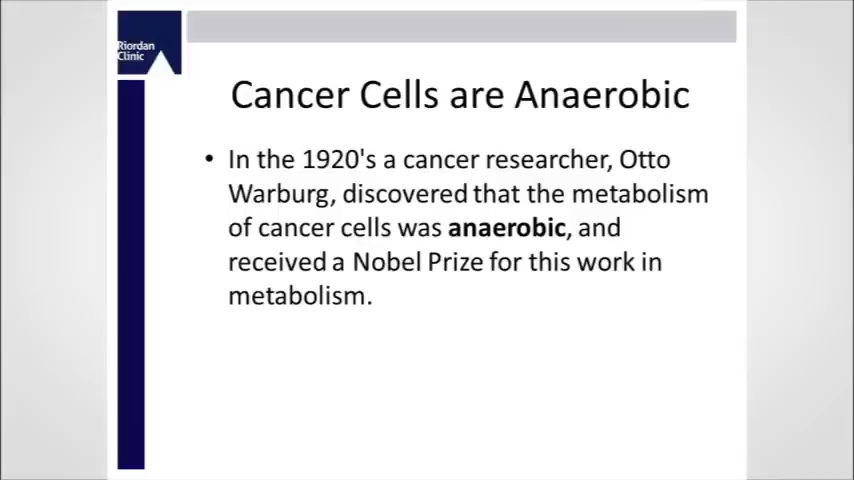 Riordan
Clinic
Cancer Cells are Anaerobic
• In the 1920's a cancer researcher, Otto
Warburg, discovered that the metabolism
of cancer cells was anaerobic, and
received a Nobel Prize for this work in
metabolism.